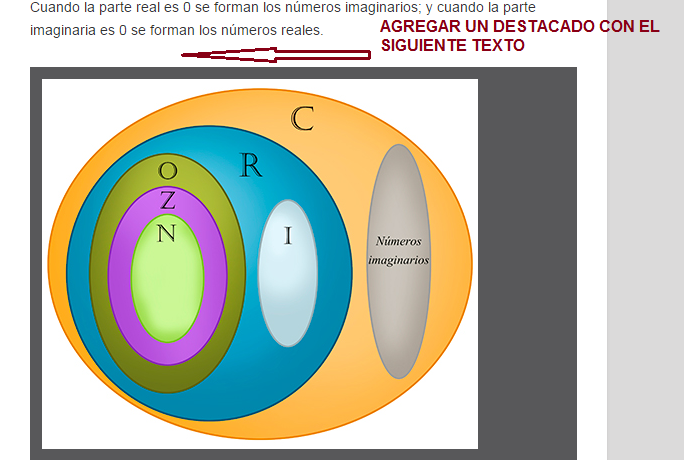 Cuando la parte real es 0 se forman los números imaginarios; y cuando la parte
imaginaria es 0 se forman los números reales.
AGREGAR UN DESTACADO CON EL
SIGUIENTE TEXTO
C
R
O
Z
N
I
Números
imaginarios